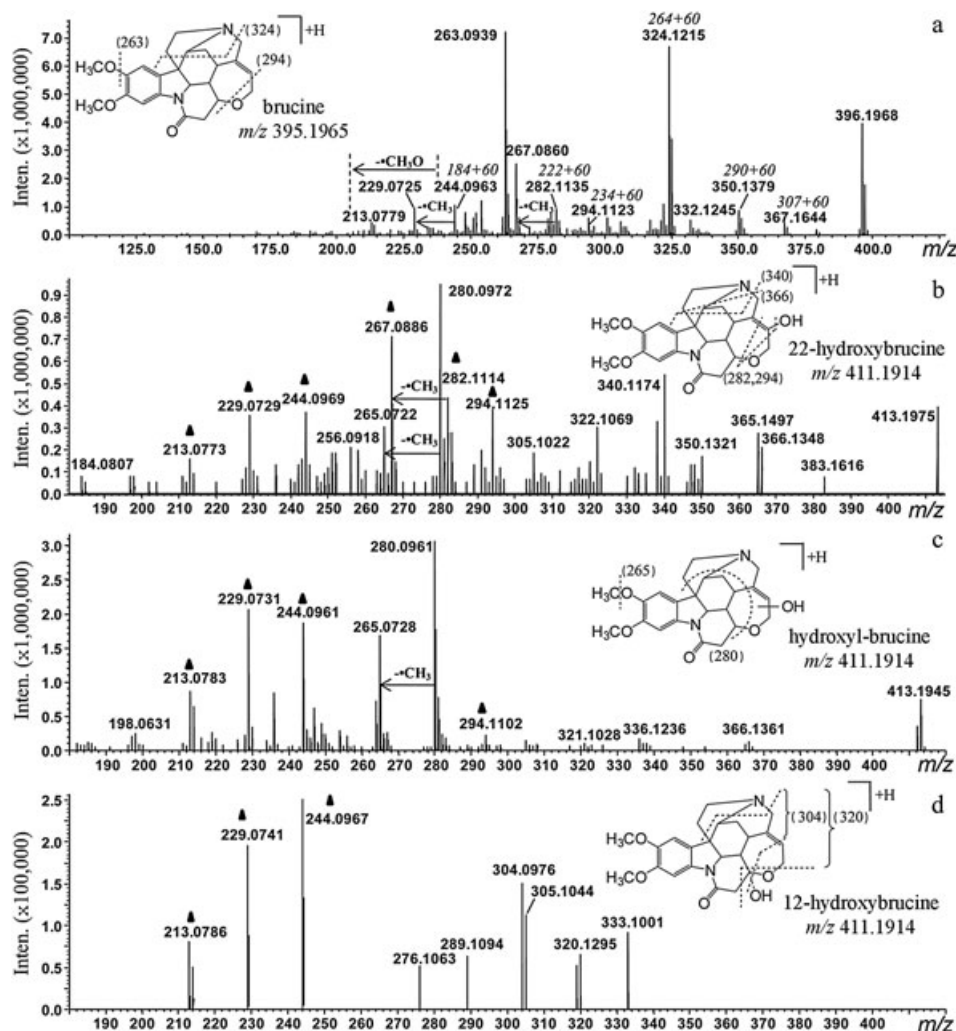 a
Inten. (x1,000,000)
7.0
6.0
5.0
4.0
3.0
2.0
1.0
0.0
N
+H
(263)
(324)
(294)
H₃CO
H₃CO
N
O
O
brucine
m/z 395.1965
263.0939
264+60
324.1215
396.1968
-•CH₃O
184+60
229.0725
244.0963
-•CH₃
213.0779
267.0860
222+60
282.1135
-•CH₃
234+60
294.1123
290+60
350.1379
332.1245
307+60
367.1644
125.0 150.0 175.0 200.0 225.0 250.0 275.0 300.0 325.0 350.0 375.0 400.0 m/z
b
Inten. (x1,000,000)
0.9
0.8
0.7
0.6
0.5
0.4
0.3
0.2
0.1
0.0
280.0972
267.0886
-•CH₃
282.1114
244.0969
229.0729
265.0722
294.1125
-•CH₃
213.0773
256.0918
184.0807
305.1022
322.1069
340.1174
350.1321
365.1497
366.1348
383.1616
413.1975
N
+H
(340)
(366)
OH
H₃CO
H₃CO
N
O
O
(282,294)
22-hydroxybrucine
m/z 411.1914
190 200 210 220 230 240 250 260 270 280 290 300 310 320 330 340 350 360 370 380 390 400 m/z
c
Inten. (x1,000,000)
3.0
2.5
2.0
1.5
1.0
0.5
0.0
280.0961
229.0731
244.0961
265.0728
-•CH₃
213.0783
198.0631
294.1102
321.1028
336.1236
366.1361
413.1945
N
+H
(265)
H₃CO
H₃CO
N
O
O
OH
(280)
hydroxyl-brucine
m/z 411.1914
180 190 200 210 220 230 240 250 260 270 280 290 300 310 320 330 340 350 360 370 380 390 400 m/z
d
Inten. (x100,000)
2.5
2.0
1.5
1.0
0.5
0.0
244.0967
229.0741
213.0786
304.0976
305.1044
289.1094
276.1063
320.1295
333.1001
N
+H
(304)
(320)
H₃CO
H₃CO
N
O
O
OH
12-hydroxybrucine
m/z 411.1914
190 200 210 220 230 240 250 260 270 280 290 300 310 320 330 340 350 360 370 380 390 400 410 m/z